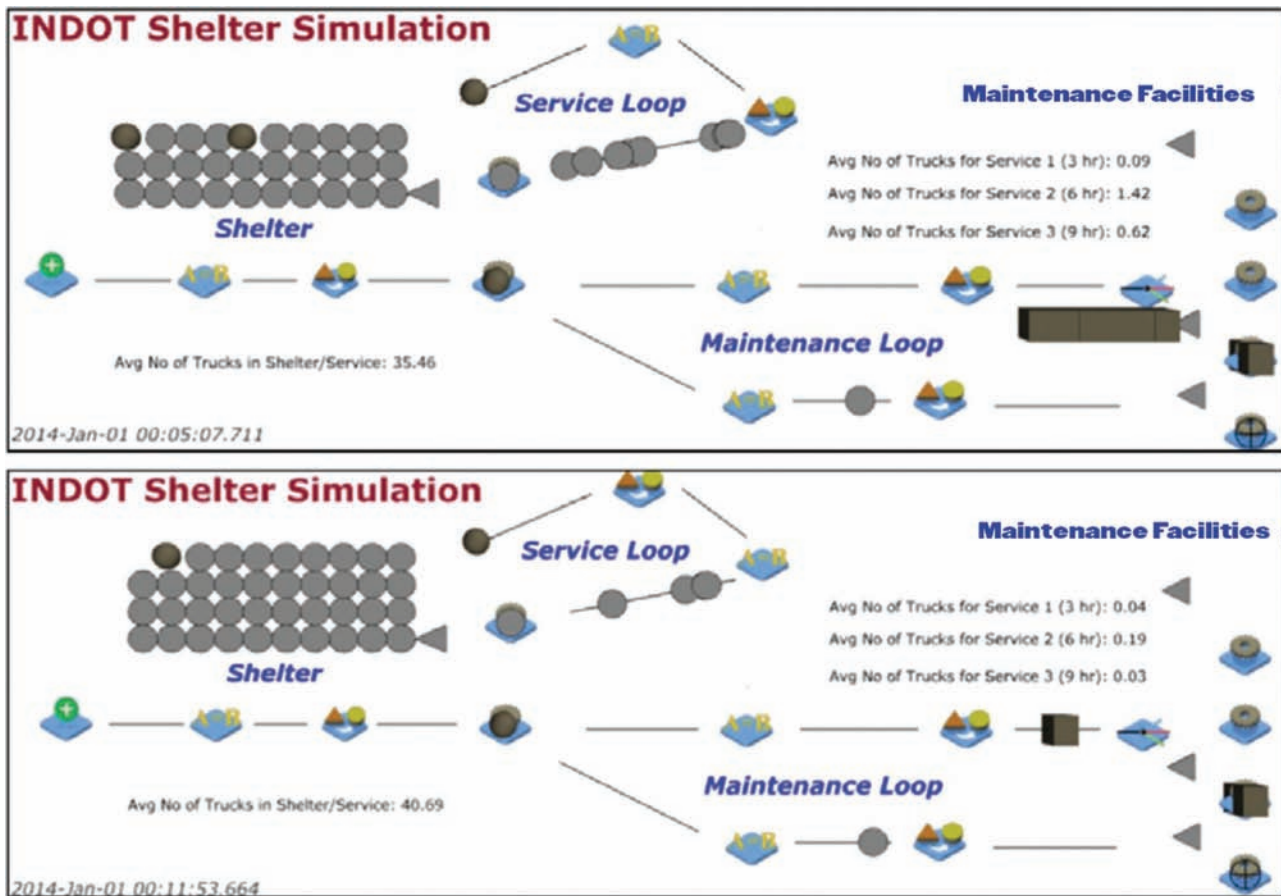 INDOT Shelter Simulation
A=B
Service Loop
Maintenance Facilities
Avg No of Trucks for Service 1 (3 hr): 0.09
Avg No of Trucks for Service 2 (6 hr): 1.42
Avg No of Trucks for Service 3 (9 hr): 0.62
Shelter
A=B
A=B
Maintenance Loop
Avg No of Trucks in Shelter/Service: 35.46
A=B
2014-Jan-01 00:05:07.711
INDOT Shelter Simulation
Maintenance Facilities
Service Loop
A=B
Avg No of Trucks for Service 1 (3 hr): 0.04
Avg No of Trucks for Service 2 (6 hr): 0.19
Shelter
Avg No of Trucks for Service 3 (9 hr): 0.03
A=B
A=B
Maintenance Loop
Avg No of Trucks in Shelter/Service: 40.69
A=B
2014-Jan-01 00:11:53.664